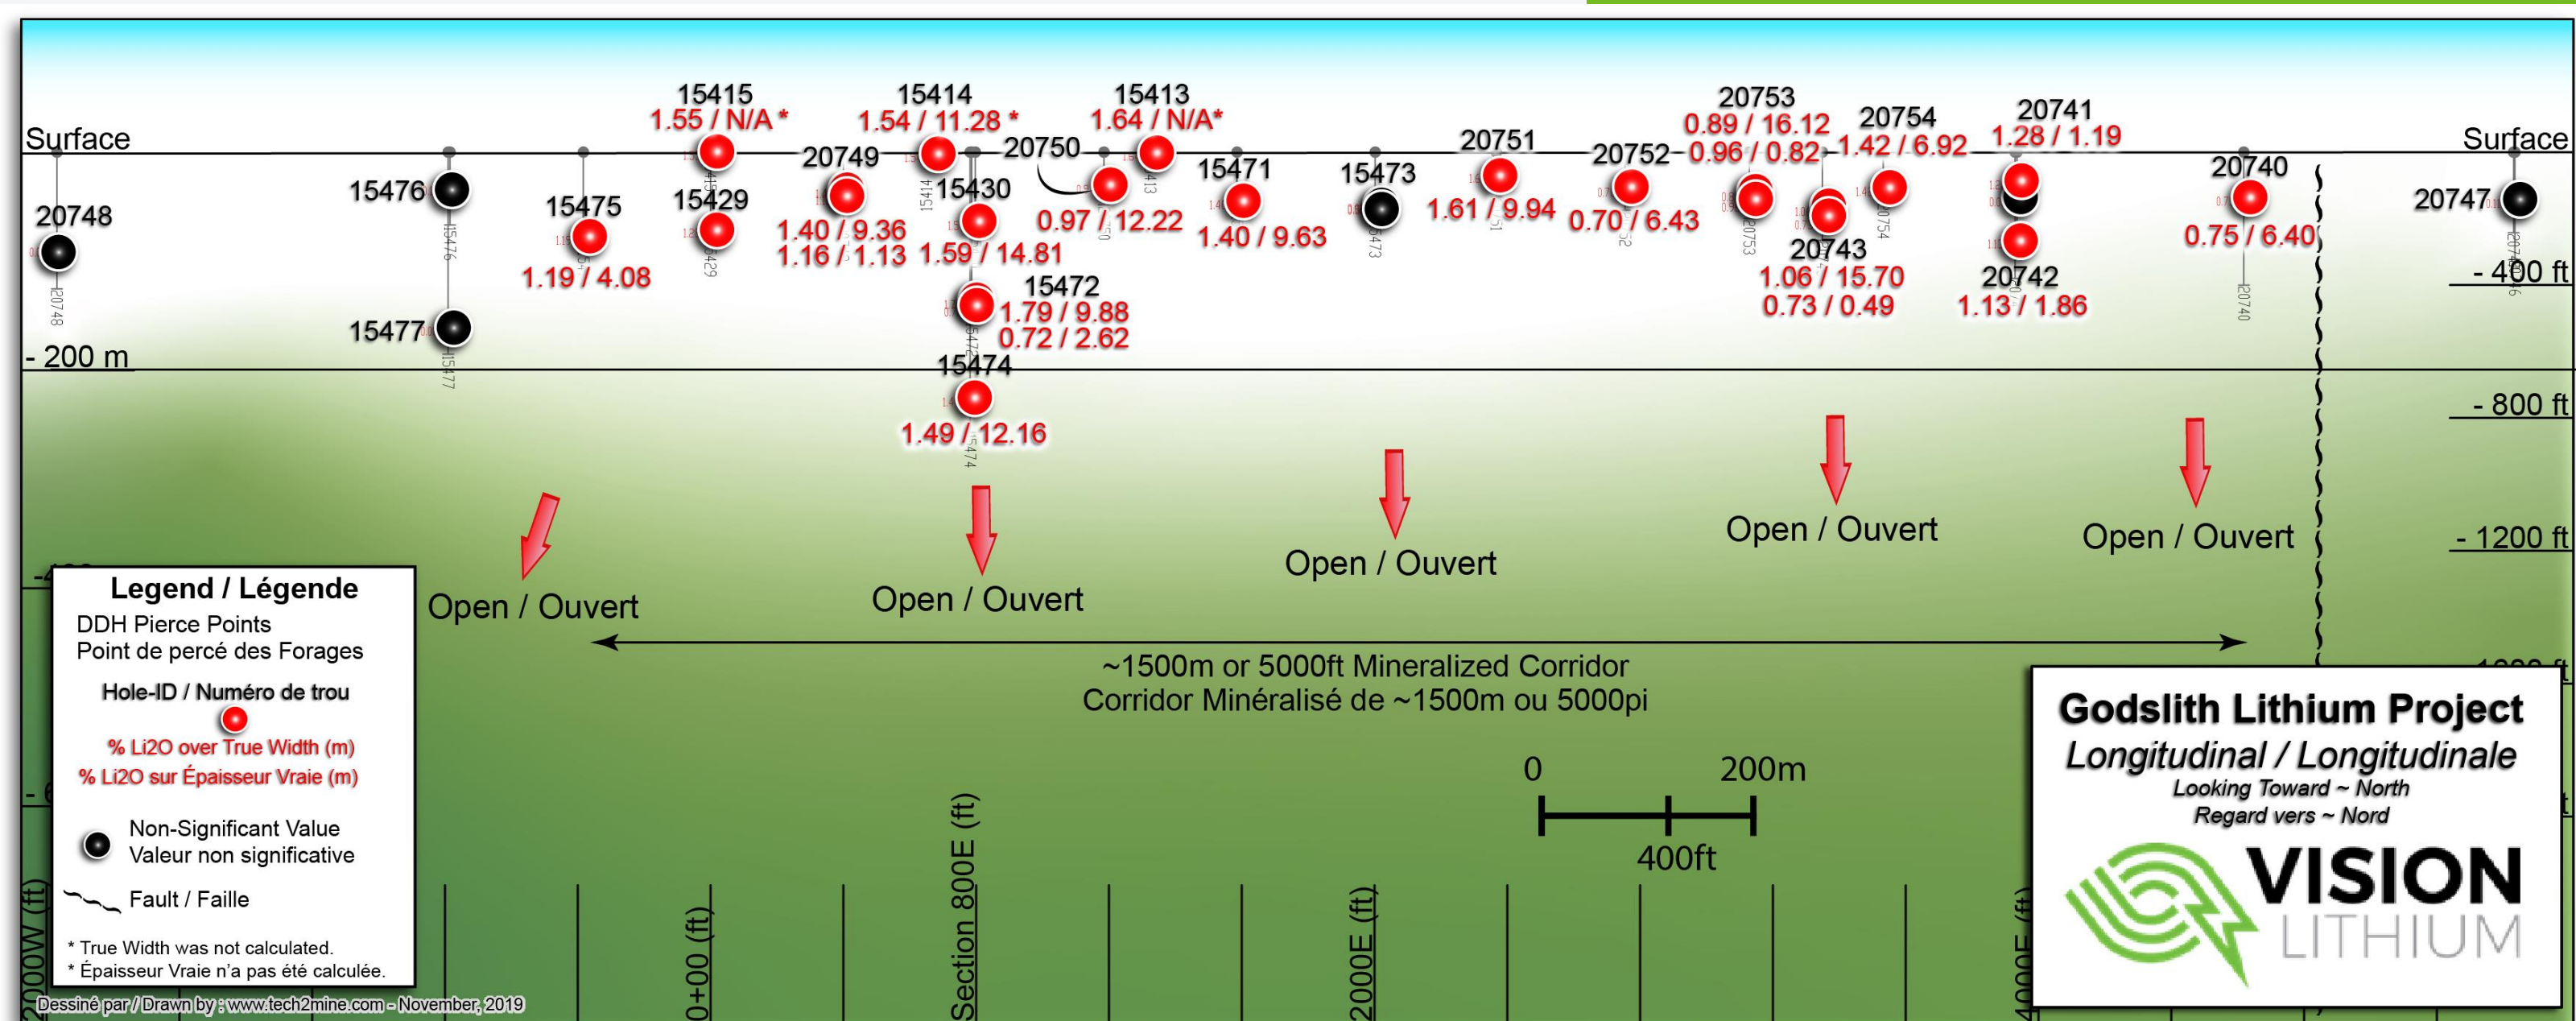 Surface
Surface
20748
15476
15477
15475
1.19 / 4.08
15415
1.55 / N/A *
15429
20749
1.40 / 9.36
1.16 / 1.13
15414
1.54 / 11.28 *
15430
1.59 / 14.81
15472
1.79 / 9.88
0.72 / 2.62
15474
1.49 / 12.16
20750
0.97 / 12.22
15413
1.64 / N/A*
15471
1.40 / 9.63
15473
20751
1.61 / 9.94
20752
0.70 / 6.43
20753
0.89 / 16.12
0.96 / 0.82
20743
1.06 / 15.70
0.73 / 0.49
20754
1.42 / 6.92
20741
1.28 / 1.19
20742
1.13 / 1.86
20740
0.75 / 6.40
20747
- 200 m
- 400 ft
- 800 ft
- 1200 ft
Open / Ouvert
Open / Ouvert
Open / Ouvert
Open / Ouvert
Open / Ouvert
~1500m or 5000ft Mineralized Corridor
Corridor Minéralisé de ~1500m ou 5000pi
0
200m
400ft
Legend / Légende
DDH Pierce Points
Point de percé des Forages
Hole-ID / Numéro de trou
% Li2O over True Width (m)
% Li2O sur Épaisseur Vraie (m)
Non-Significant Value
Valeur non significative
Fault / Faille
* True Width was not calculated.
* Épaisseur Vraie n'a pas été calculée.
Dessiné par / Drawn by : www.tech2mine.com - November, 2019
2000W (ft)
0+00 (ft)
Section 800E (ft)
2000E (ft)
4000E (ft)
Godslith Lithium Project
Longitudinal / Longitudinale
Looking Toward ~ North
Regard vers ~ Nord
VISION
LITHIUM